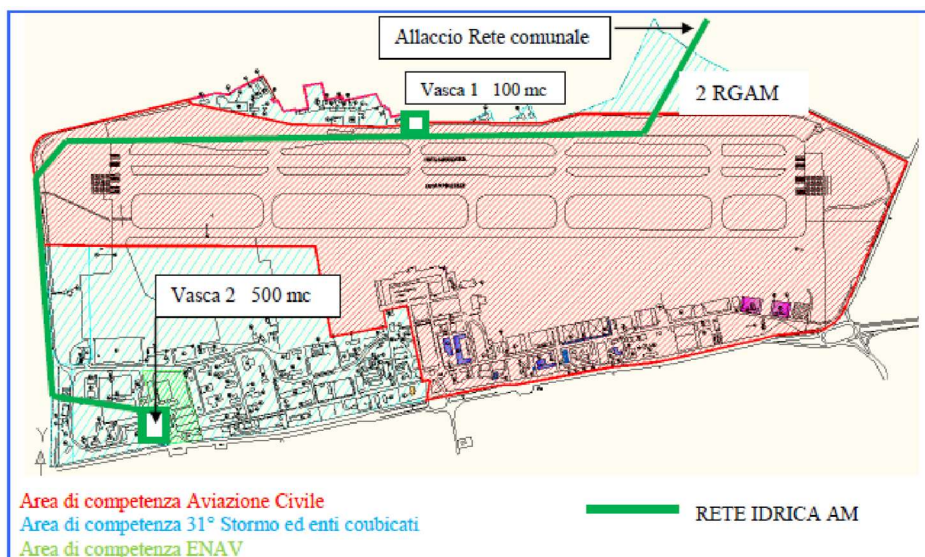 Allaccio Rete comunale
Vasca 1 100 mc
2 RGAM
Vasca 2 500 mc
Y
Area di competenza Aviazione Civile
Area di competenza 31° Stormo ed enti coubicati
Area di competenza ENAV
RETE IDRICA AM